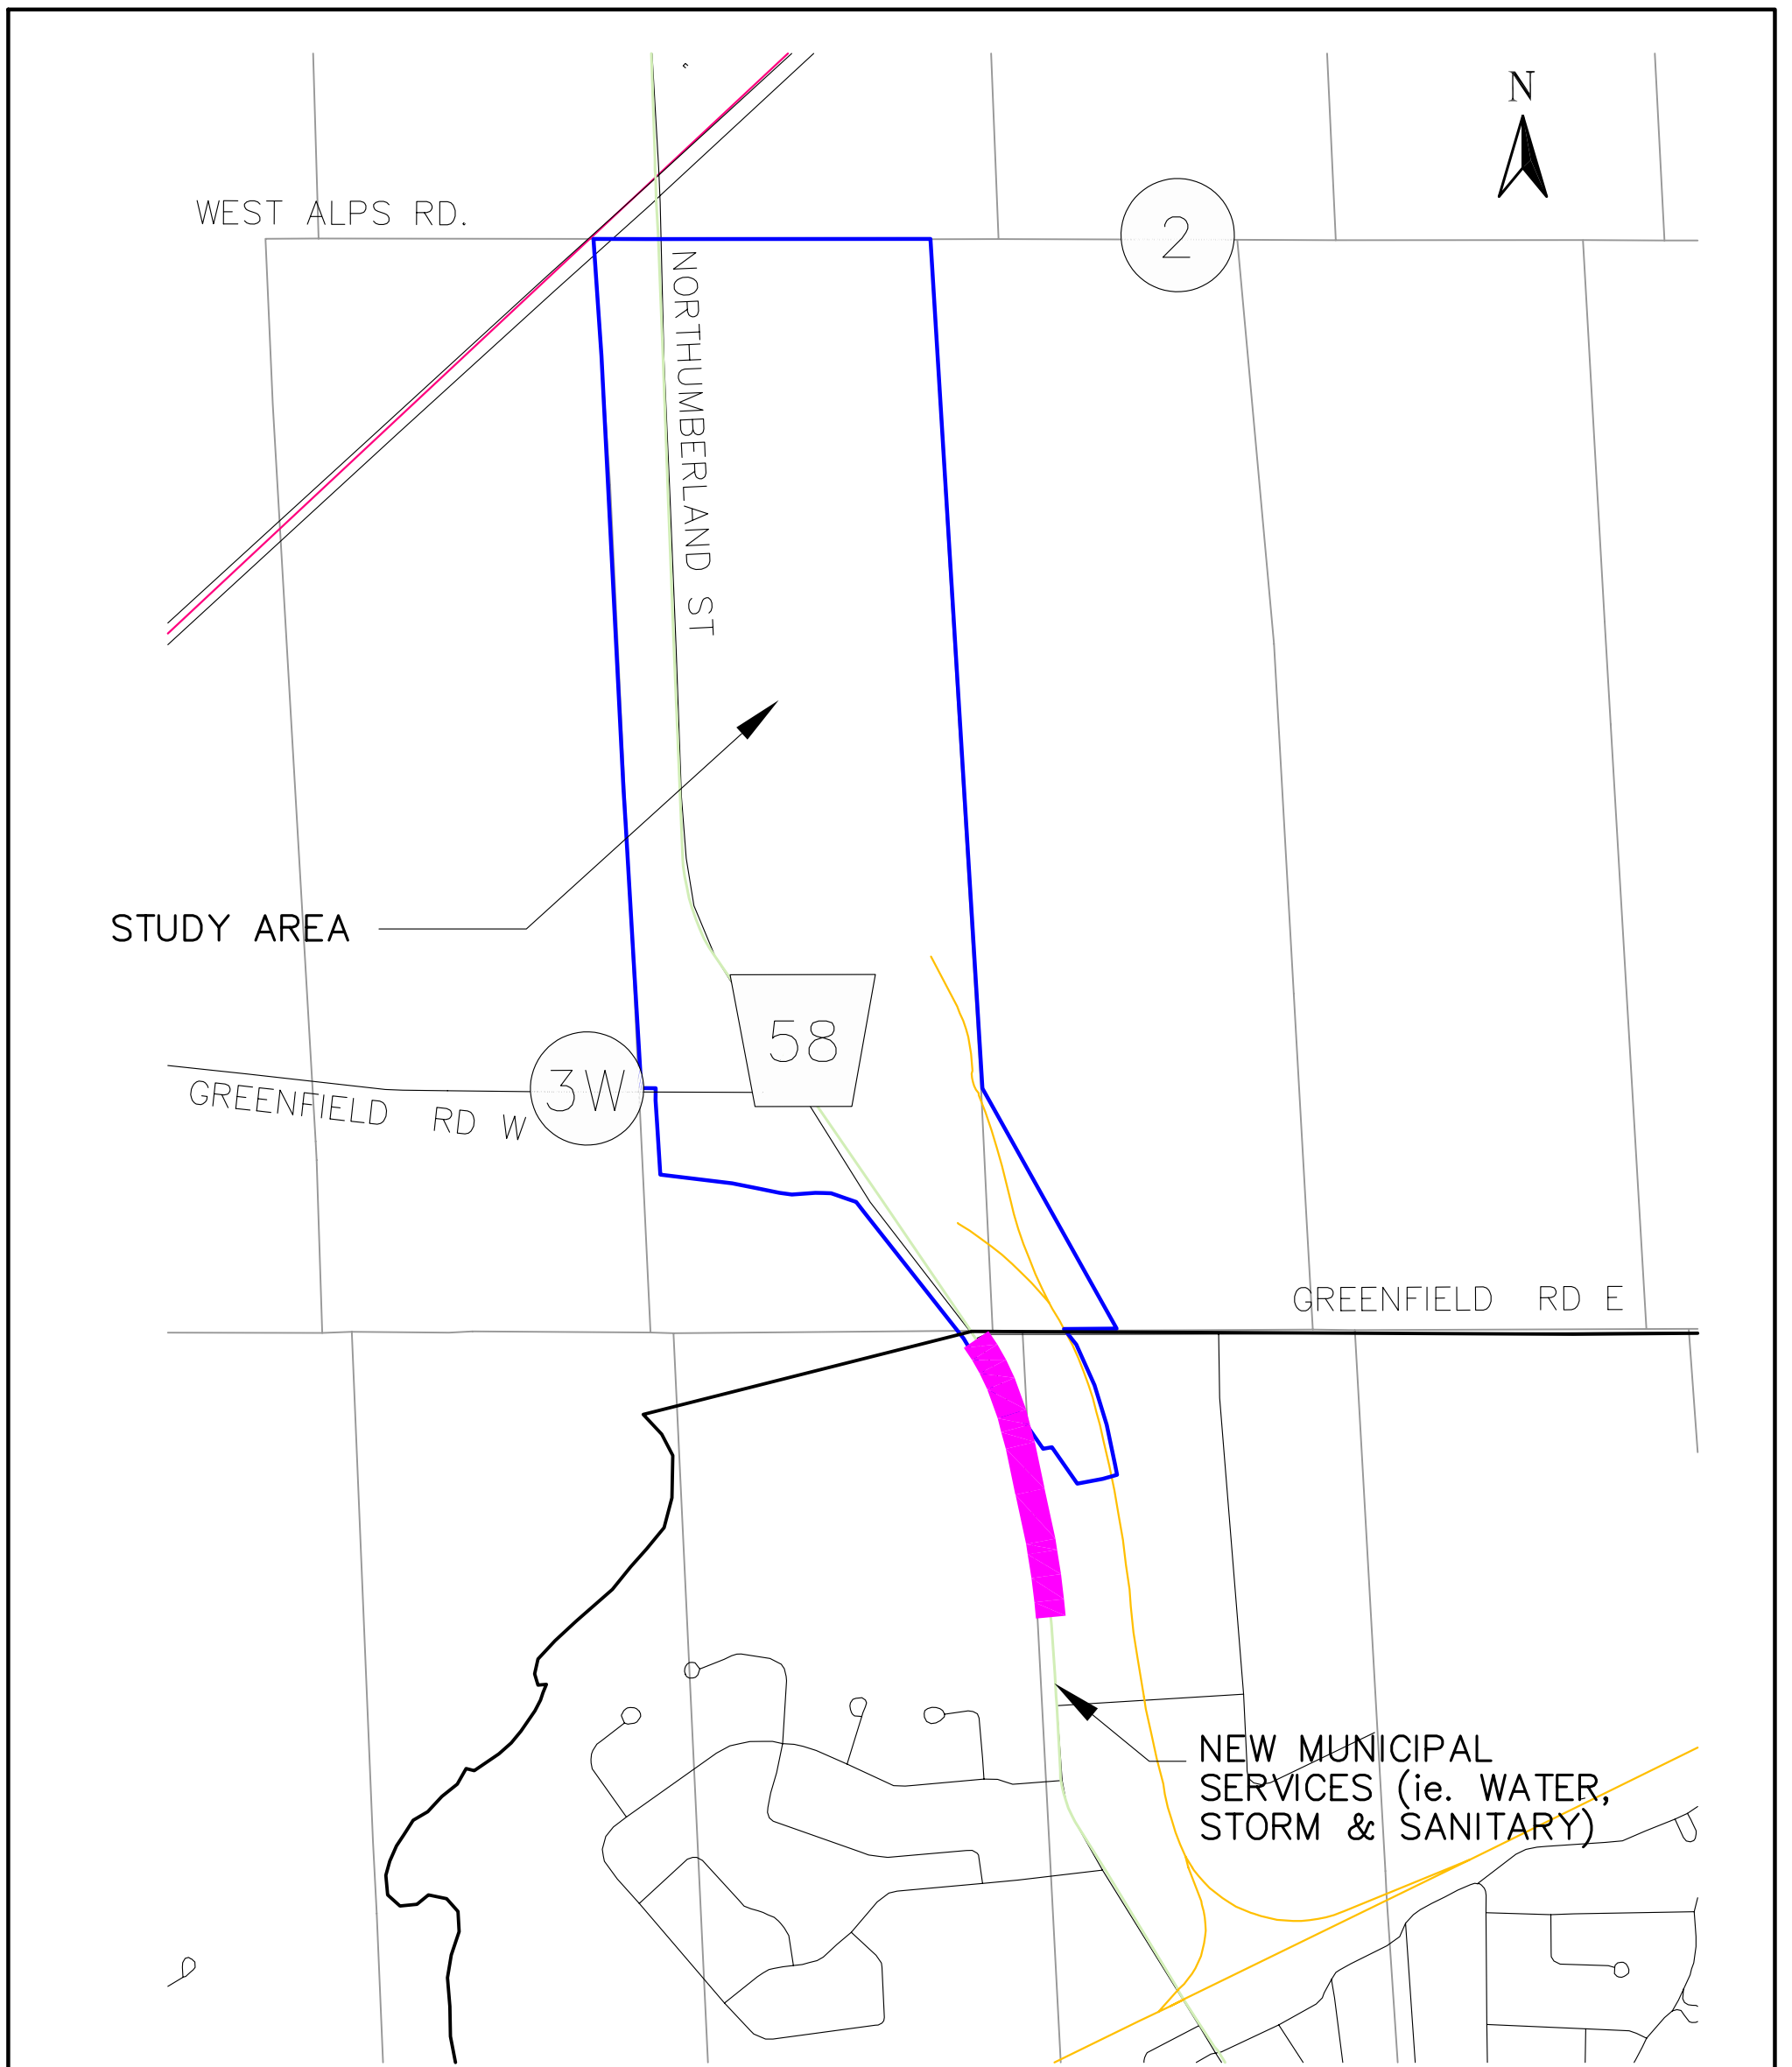 N
WEST ALPS RD.
2
NORTHUMBERLAND ST
STUDY AREA
58
3W
GREENFIELD RD W
GREENFIELD RD E
NEW MUNICIPAL
SERVICES (ie. WATER,
STORM & SANITARY)